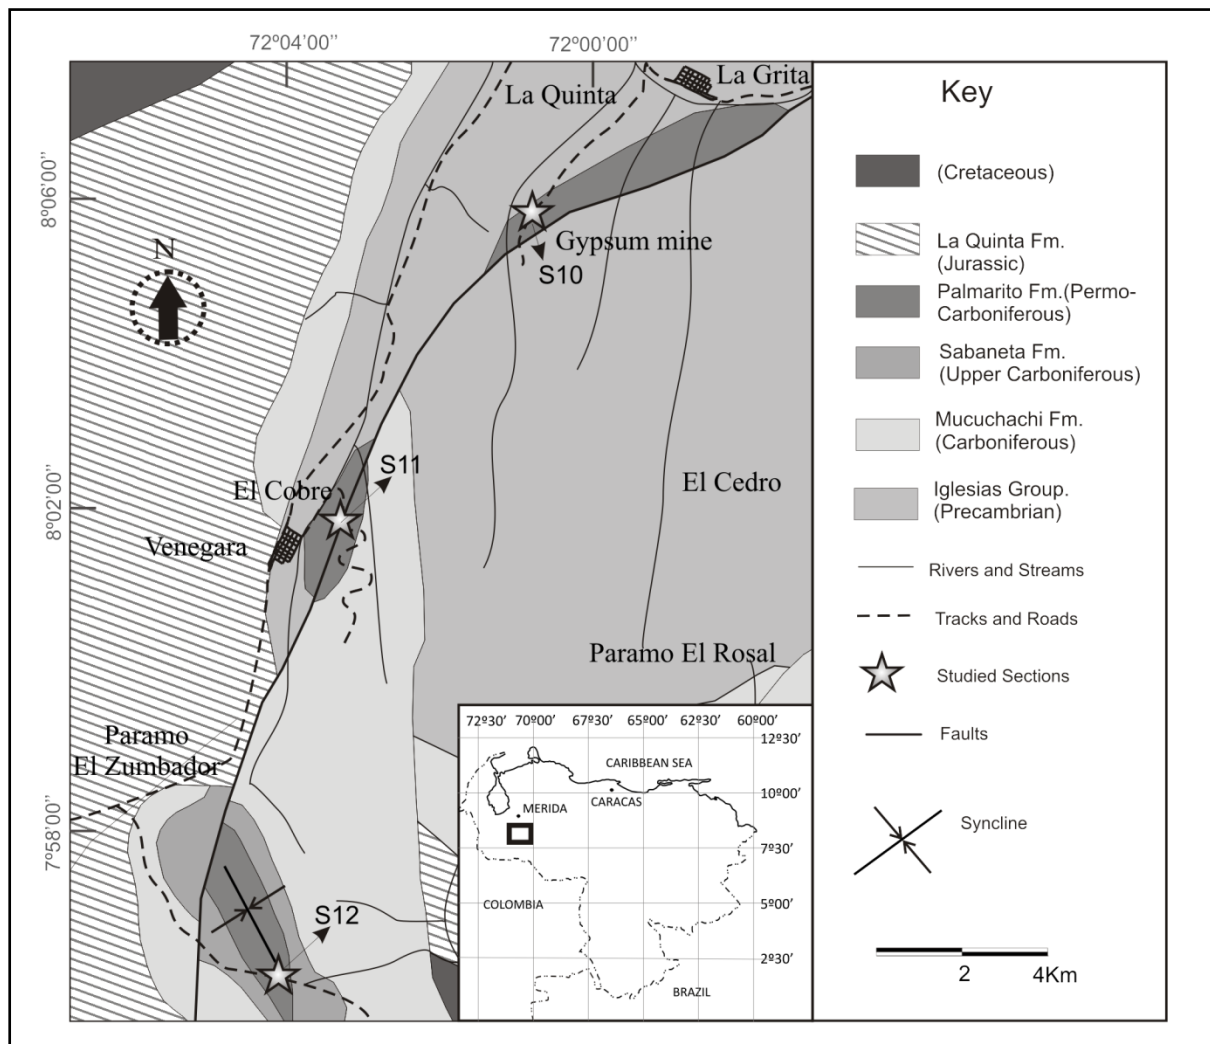 72º04’00’’
72º00’00’’
La Grita
La Quinta
8º06’00’’
N
Gypsum mine
S10
S11
El Cobre
El Cedro
8º02’00’’
Venegara
Paramo El Rosal
Paramo
El Zumbador
7º58’00’’
S12
72º30’
70º00’
67º30’
65º00’
62º30’
60º00’
12º30’
CARIBBEAN SEA
10º00’
CARACAS
MERIDA
7º30’
COLOMBIA
5º00’
2º30’
BRAZIL
Key
(Cretaceous)
La Quinta Fm.
(Jurassic)
Palmarito Fm.(Permo-
Carboniferous)
Sabaneta Fm.
(Upper Carboniferous)
Mucuchachi Fm.
(Carboniferous)
Iglesias Group.
(Precambrian)
Rivers and Streams
Tracks and Roads
Studied Sections
Faults
Syncline
2
4Km